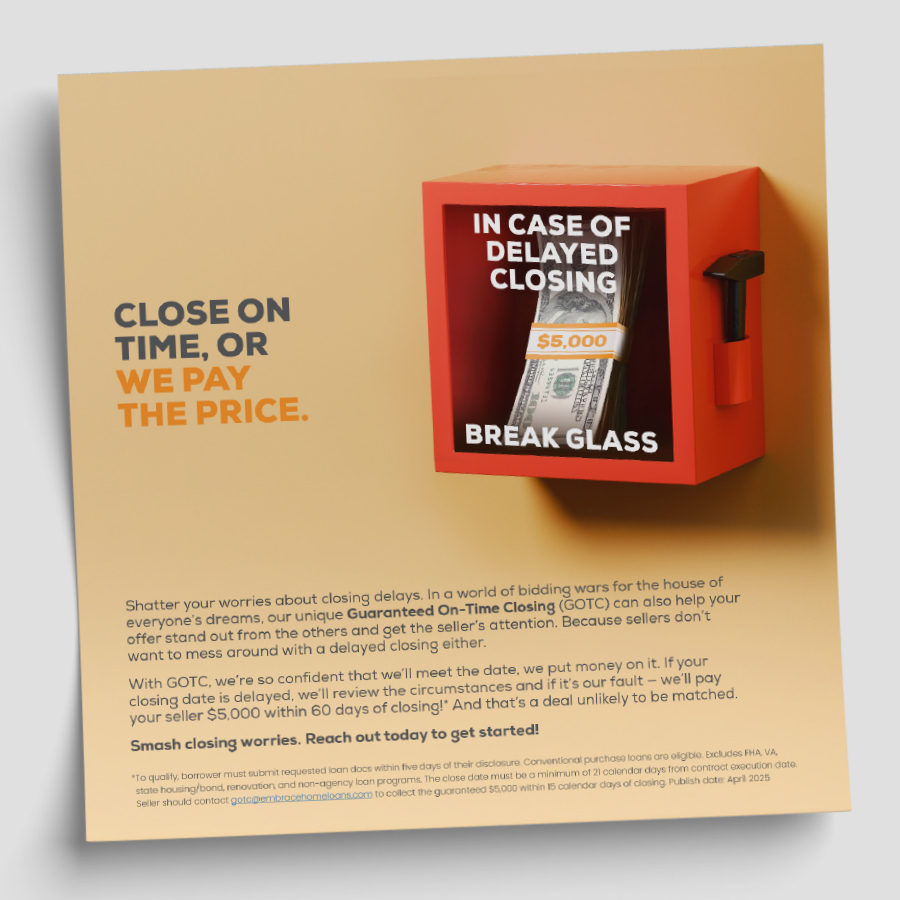 IN CASE OF
DELAYED
CLOSING
$5,000
BREAK GLASS
CLOSE ON
TIME, OR
WE PAY
THE PRICE.
Shatter your worries about closing delays. In a world of bidding wars for the house of
everyone's dreams, our unique Guaranteed On-Time Closing (GOTC) can also help your
offer stand out from the others and get the seller's attention. Because sellers don't
want to mess around with a delayed closing either.
With GOTC, we're so confident that we'll meet the date, we put money on it. If your
closing date is delayed, we'll review the circumstances and if it's our fault – we'll pay
your seller $5,000 within 60 days of closing!* And that's a deal unlikely to be matched.
Smash closing worries. Reach out today to get started!
*To qualify, borrower must submit requested loan docs within five days of their disclosure. Conventional purchase loans are eligible. Excludes FHA, VA,
state housing/bond, renovation, and non-agency loan programs. The close date must be a minimum of 21 calendar days from contract execution date.
Seller should contact gotc@embracehomeloans.com to collect the guaranteed $5,000 within 15 calendar days of closing. Publish date: April 2025